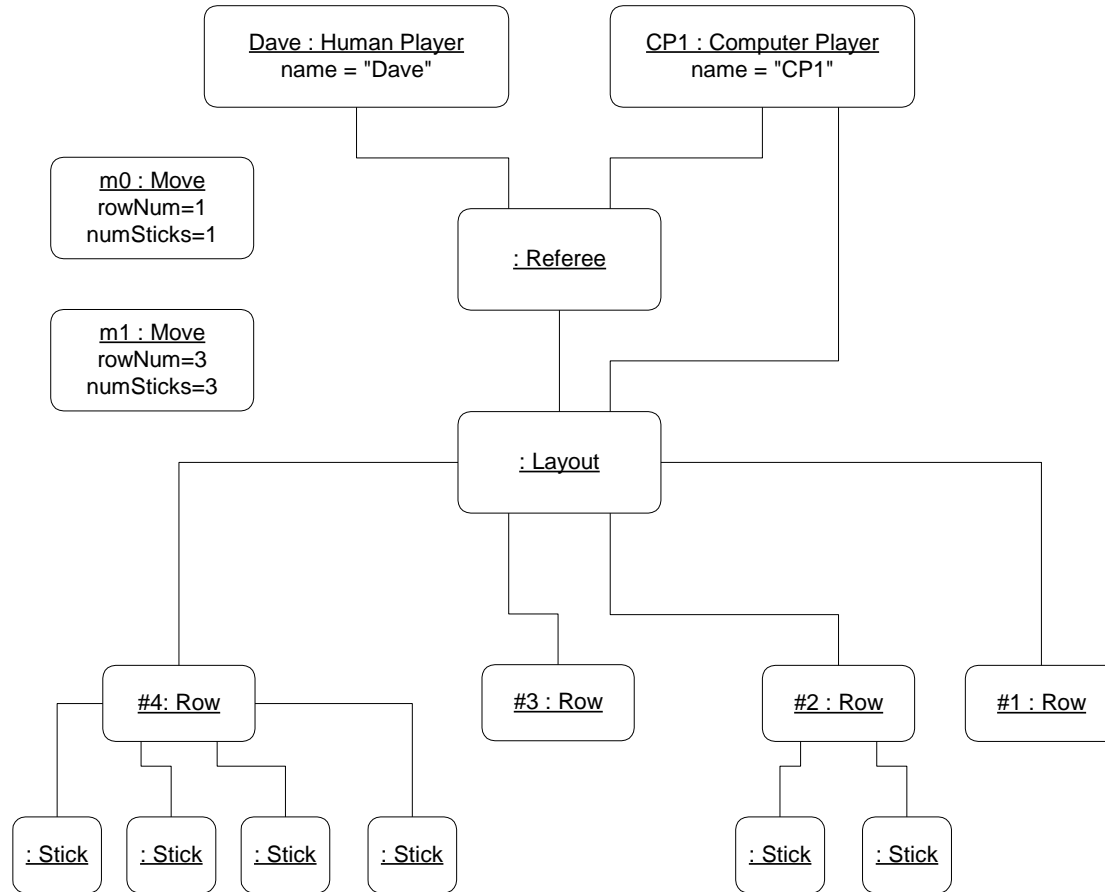 Dave : Human Player
name = "Dave"
CP1 : Computer Player
name = "CP1"
m0 : Move
rowNum=1
numSticks=1
: Referee
m1 : Move
rowNum=3
numSticks=3
: Layout
#4: Row
#3 : Row
#2 : Row
#1 : Row
: Stick
: Stick
: Stick
: Stick
: Stick
: Stick